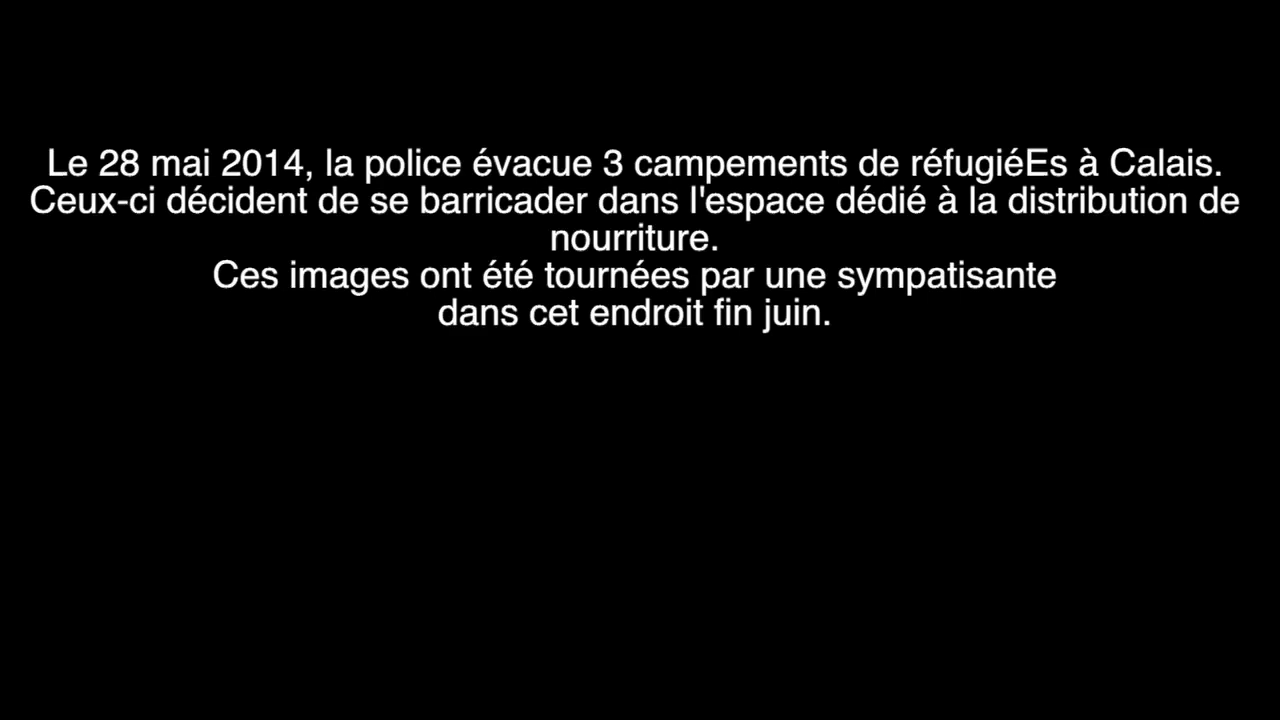 Le 28 mai 2014, la police évacue 3 campements de réfugiéEs à Calais.
Ceux-ci décident de se barricader dans l'espace dédié à la distribution de
nourriture.
Ces images ont été tournées par une sympatisante
dans cet endroit fin juin.